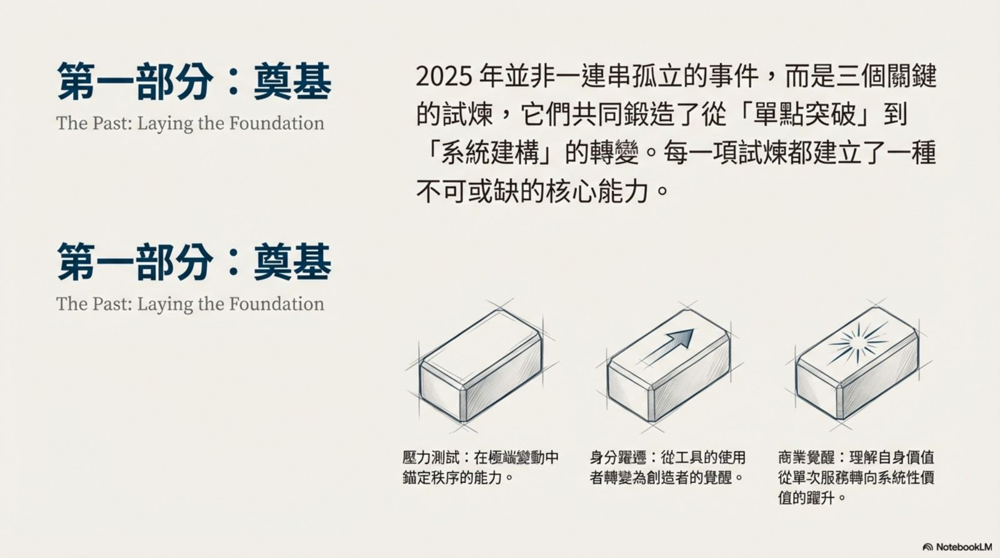 第一部分：奠基
The Past: Laying the Foundation
2025 年並非一連串孤立的事件，而是三個關鍵
的試煉，它們共同鍛造了從「單點突破」到
「系統建構」的轉變。每一項試煉都建立了一種
不可或缺的核心能力。
第一部分：奠基
The Past: Laying the Foundation
壓力測試：在極端變動中
錨定秩序的能力。
身分躍遷：從工具的使用
者轉變為創造者的覺醒。
商業覺醒：理解自身價值
從單次服務轉向系統性價
值的躍升。
NotebookLM